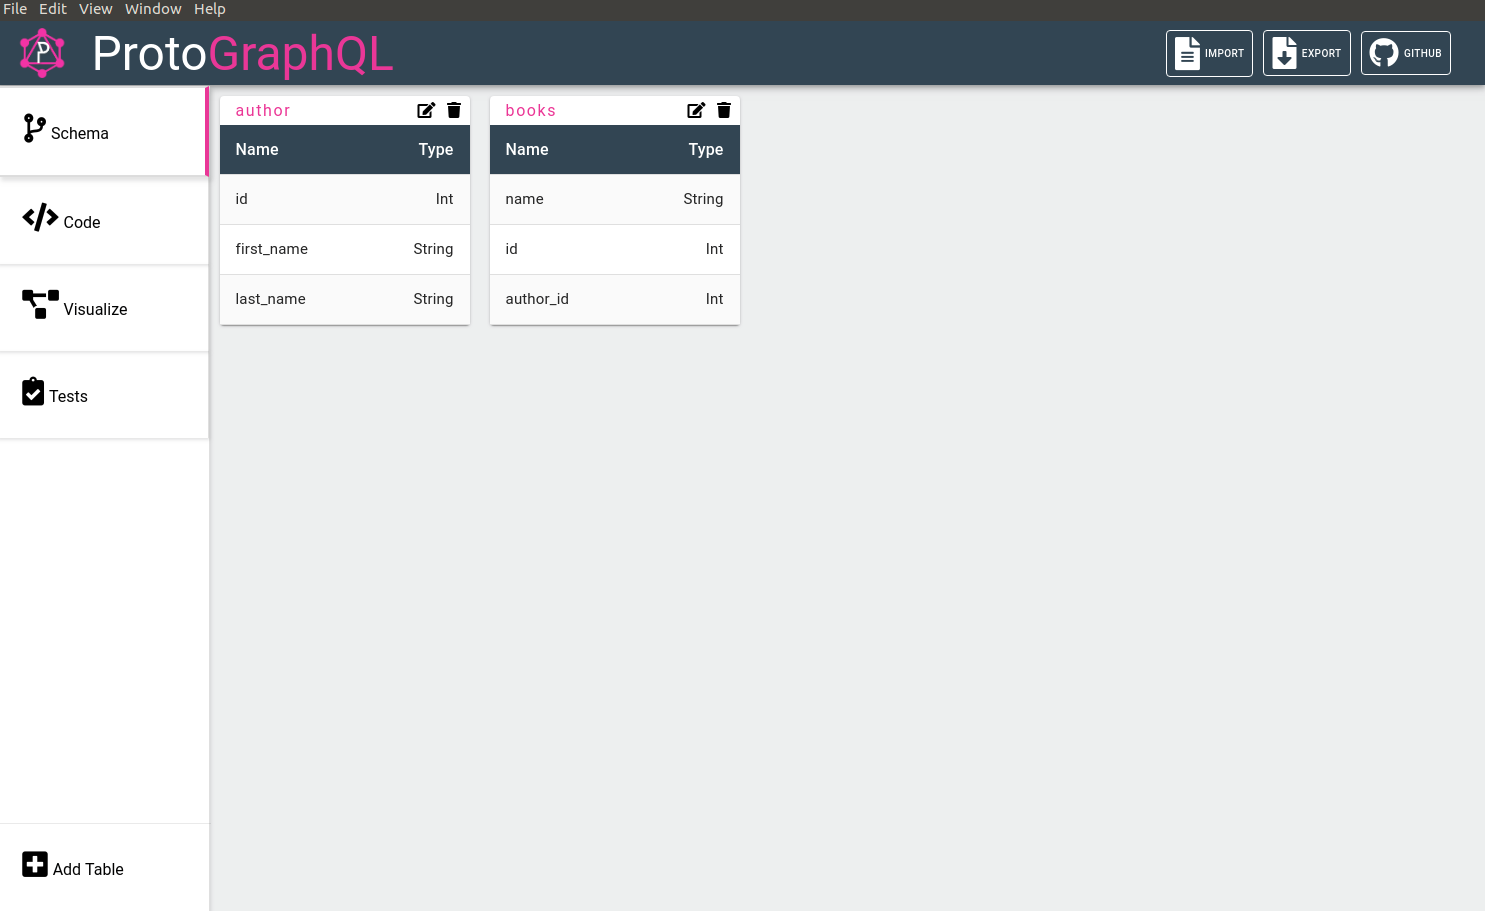 File Edit View Window Help
P ProtoGraphQL
IMPORT EXPORT GITHUB
Schema
Code
Visualize
Tests
Add Table
author
Name Type
id Int
first_name String
last_name String
books
Name Type
name String
id Int
author_id Int